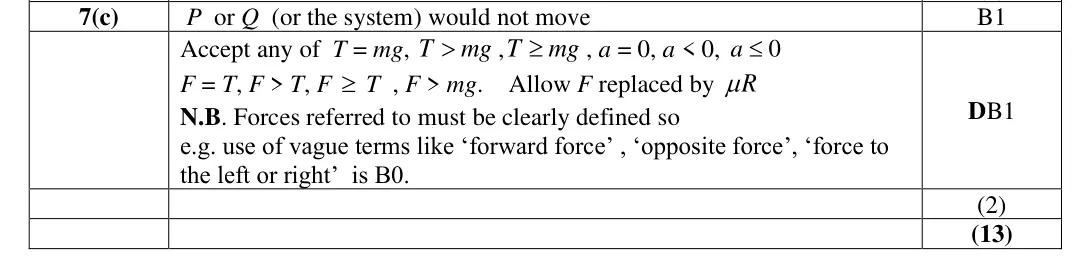 7(c) P or Q (or the system) would not move B1
Accept any of T = mg, T > mg , T ≥ mg , a = 0, a < 0, a ≤ 0
F = T, F > T, F ≥ T , F > mg. Allow F replaced by μR
N.B. Forces referred to must be clearly defined so
DB1
e.g. use of vague terms like ‘forward force’ , ‘opposite force’, ‘force to
the left or right’ is B0.
(2)
(13)